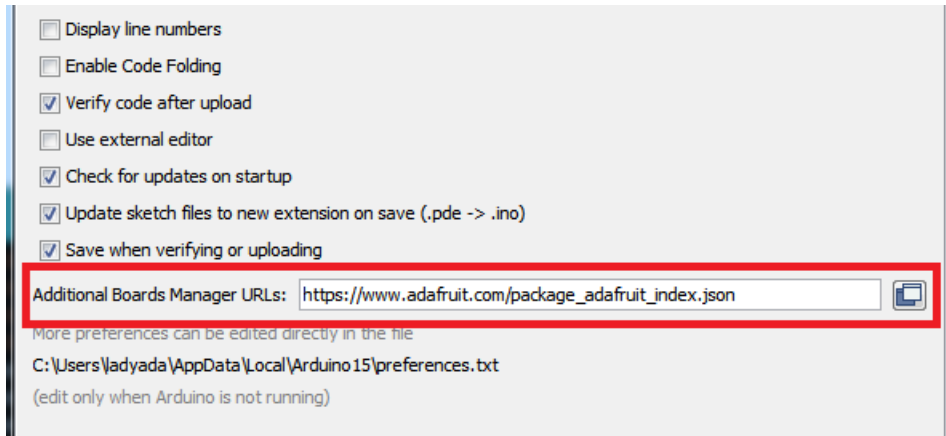 Display line numbers
Enable Code Folding
Verify code after upload
Use external editor
Check for updates on startup
Update sketch files to new extension on save (.pde -> .ino)
Save when verifying or uploading
Additional Boards Manager URLs: https://www.adafruit.com/package_adafruit_index.json
More preferences can be edited directly in the file
C:\Users\ladyada\AppData\Local\Arduino15\preferences.txt
(edit only when Arduino is not running)